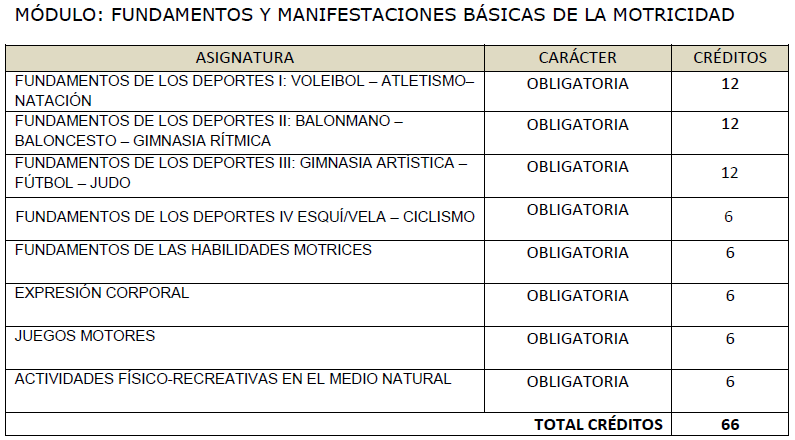 MÓDULO: FUNDAMENTOS Y MANIFESTACIONES BÁSICAS DE LA MOTRICIDAD
ASIGNATURA CARÁCTER CRÉDITOS
FUNDAMENTOS DE LOS DEPORTES I: VOLEIBOL – ATLETISMO– OBLIGATORIA 12
NATACIÓN
FUNDAMENTOS DE LOS DEPORTES II: BALONMANO – OBLIGATORIA 12
BALONCESTO – GIMNASIA RÍTMICA
FUNDAMENTOS DE LOS DEPORTES III: GIMNASIA ARTÍSTICA – OBLIGATORIA 12
FÚTBOL – JUDO
FUNDAMENTOS DE LOS DEPORTES IV ESQUÍ/VELA – CICLISMO OBLIGATORIA 6
FUNDAMENTOS DE LAS HABILIDADES MOTRICES OBLIGATORIA 6
EXPRESIÓN CORPORAL OBLIGATORIA 6
JUEGOS MOTORES OBLIGATORIA 6
ACTIVIDADES FÍSICO-RECREATIVAS EN EL MEDIO NATURAL OBLIGATORIA 6
TOTAL CRÉDITOS 66